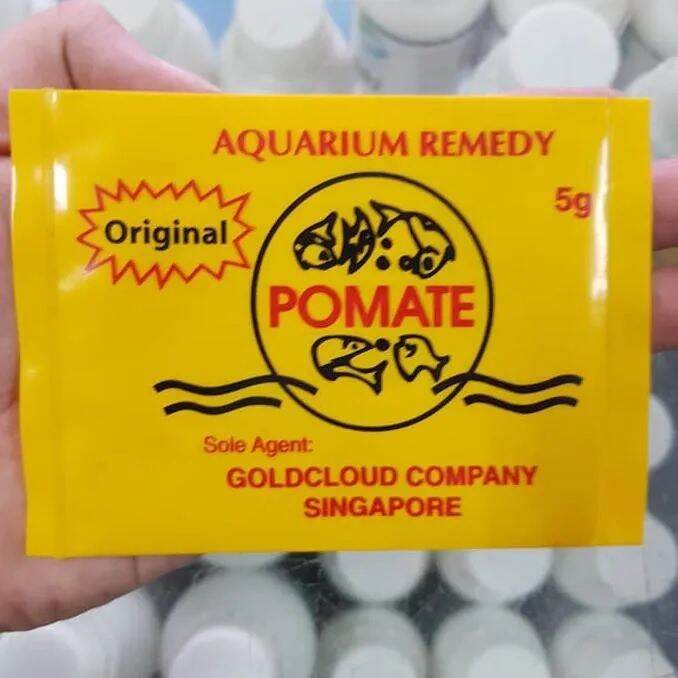 AQUARIUM REMEDY
5g
Original
POMATE
Sole Agent:
GOLDCLOUD COMPANY
SINGAPORE